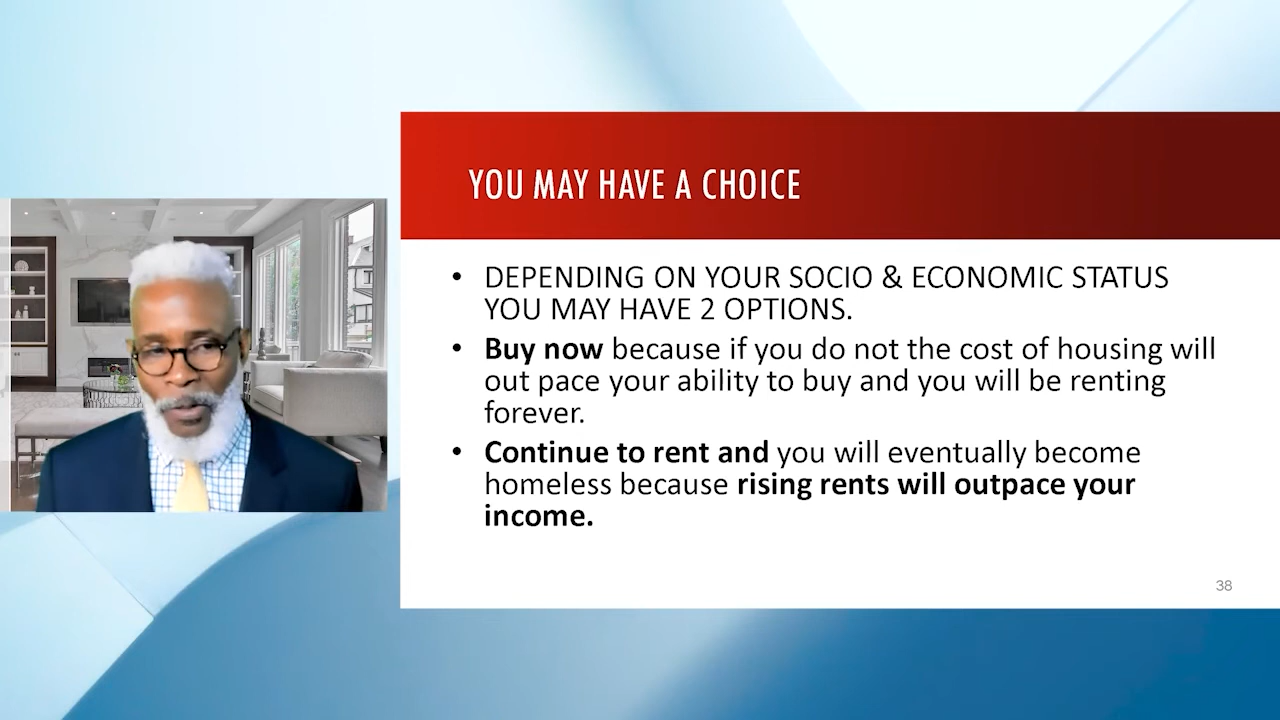 YOU MAY HAVE A CHOICE
• DEPENDING ON YOUR SOCIO & ECONOMIC STATUS
YOU MAY HAVE 2 OPTIONS.
• Buy now because if you do not the cost of housing will
out pace your ability to buy and you will be renting
forever.
• Continue to rent and you will eventually become
homeless because rising rents will outpace your
income.
38